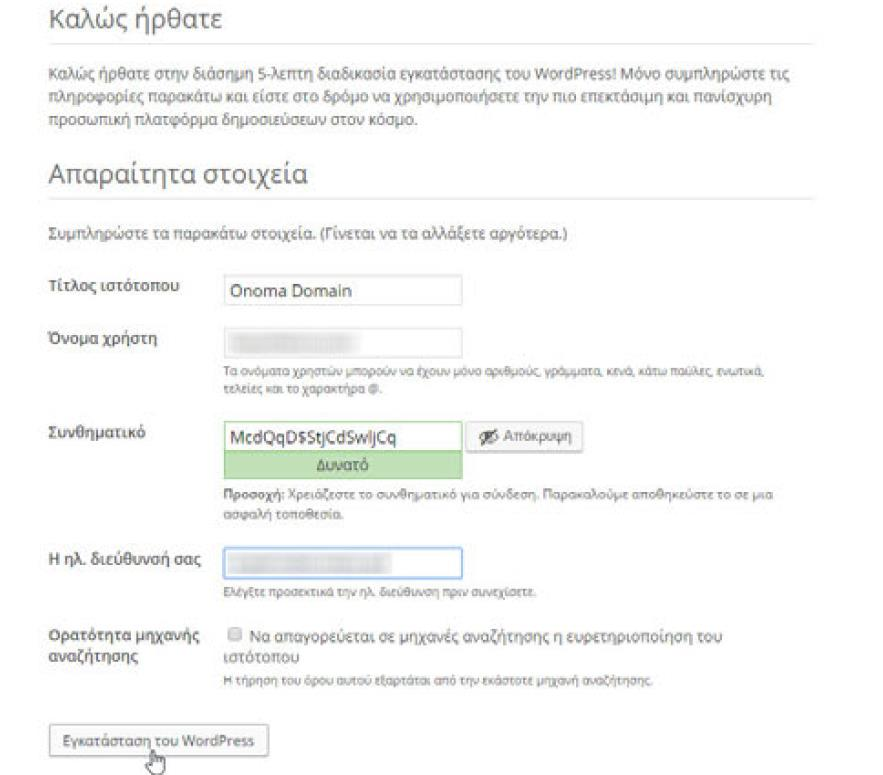 Καλώς ήρθατε
Καλώς ήρθατε στην διάσημη 5-λεπτη διαδικασία εγκατάστασης του WordPress! Μόνο συμπληρώστε τις
πληροφορίες παρακάτω και είστε στο δρόμο να χρησιμοποιήσετε την πιο επεκτάσιμη και πανίσχυρη
προσωπική πλατφόρμα δημοσιεύσεων στον κόσμο.
Απαραίτητα στοιχεία
Συμπληρώστε τα παρακάτω στοιχεία. (Γίνεται να τα αλλάξετε αργότερα.)
Τίτλος ιστότοπου
Onoma Domain
Όνομα χρήστη
Τα ονόματα χρηστών μπορούν να έχουν μόνο αριθμούς, γράμματα, κενά, κάτω παύλες, ενωτικά,
τελείες και το χαρακτήρα @.
Συνθηματικό
McdQqD$StjCdSwljCq
Απόκρυψη
Δυνατό
Προσοχή: Χρειάζεστε το συνθηματικό για σύνδεση. Παρακαλούμε αποθηκεύστε το σε μια
ασφαλή τοποθεσία.
Η ηλ. διεύθυνσή σας
Ελέγξτε προσεκτικά την ηλ. διεύθυνση πριν συνεχίσετε.
Ορατότητα μηχανής
αναζήτησης
Να απαγορεύεται σε μηχανές αναζήτησης η ευρετηριοποίηση του
ιστότοπου
Η τήρηση του όρου αυτού εξαρτάται από την εκάστοτε μηχανή αναζήτησης.
Εγκατάσταση του WordPress